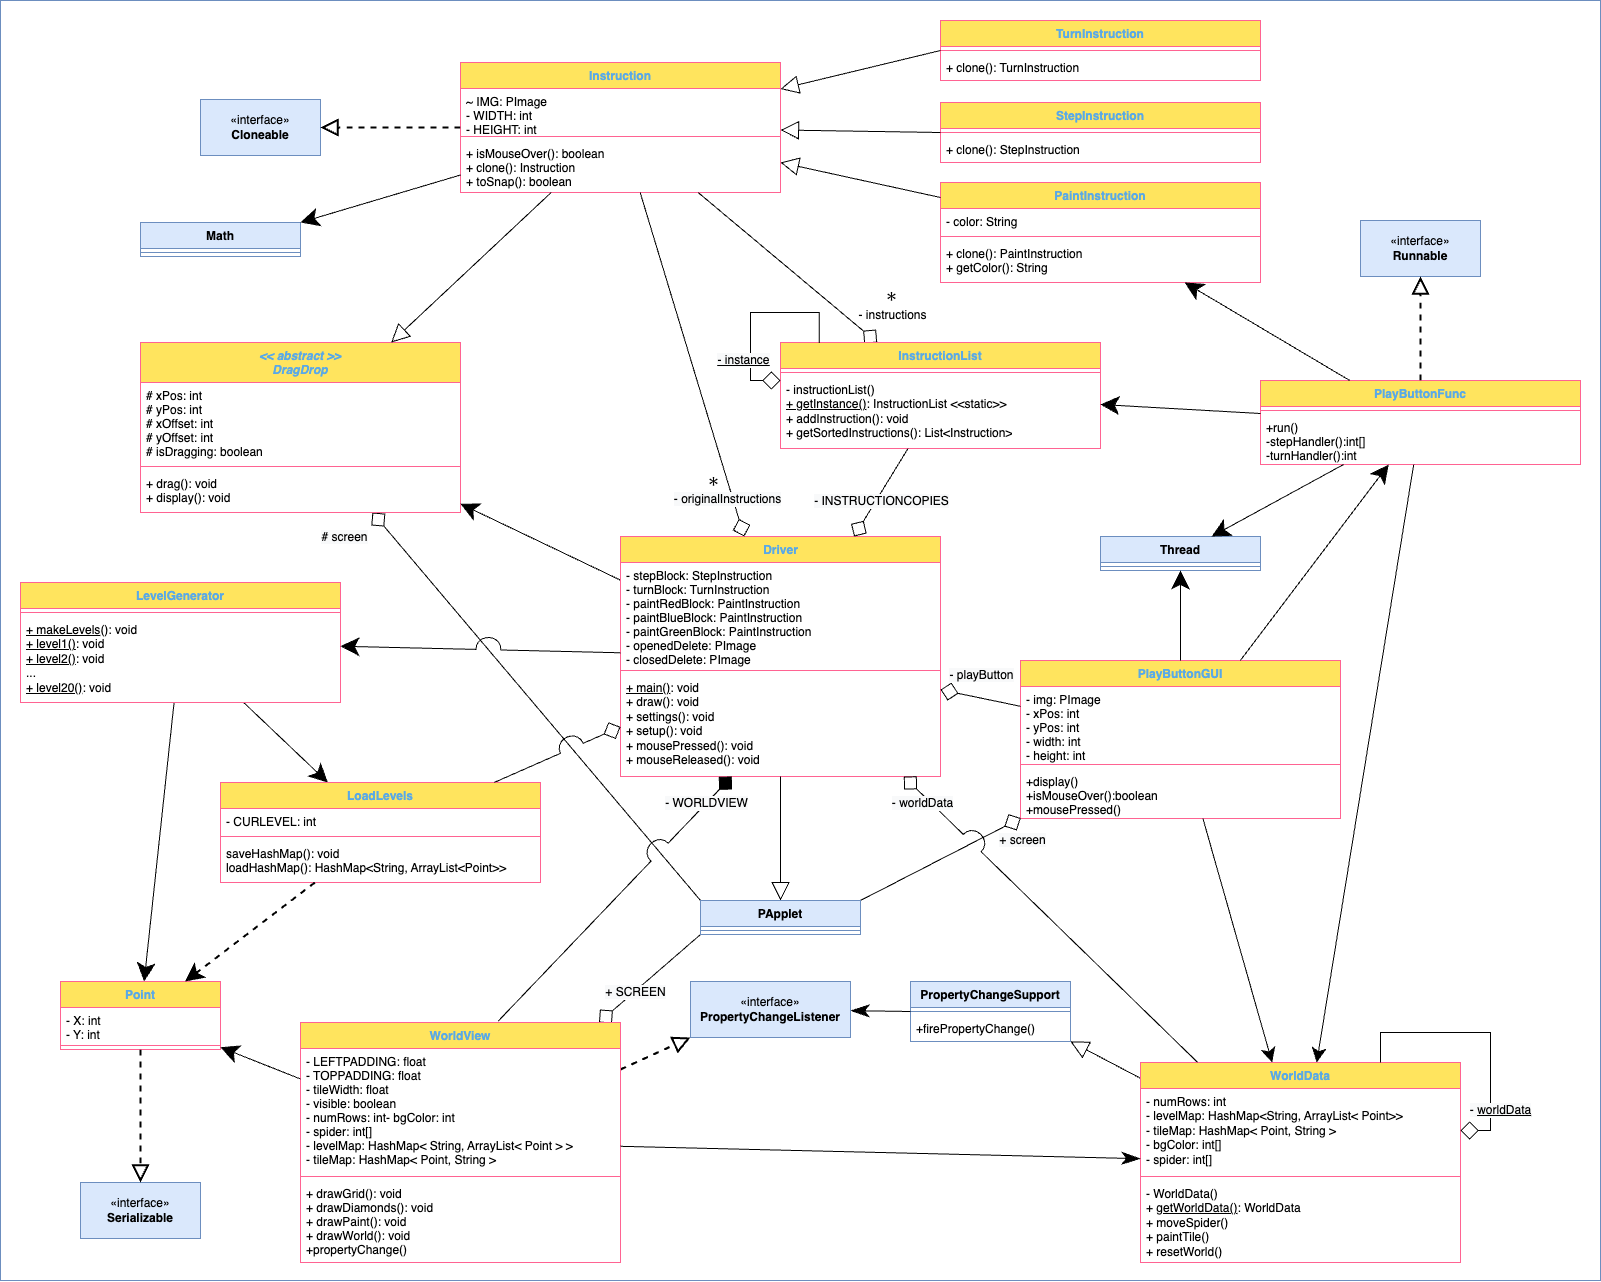 TurnInstruction
+ clone(): TurnInstruction
Instruction
~ IMG: PImage
- WIDTH: int
- HEIGHT: int
+ isMouseOver(): boolean
+ clone(): Instruction
+ toSnap(): boolean
«interface»
Cloneable
StepInstruction
+ clone(): StepInstruction
PaintInstruction
- color: String
+ clone(): PaintInstruction
+ getColor(): String
Math
«interface»
Runnable
*
- instructions
<< abstract >>
DragDrop
# xPos: int
# yPos: int
# xOffset: int
# yOffset: int
# isDragging: boolean
+ drag(): void
+ display(): void
- instance
InstructionList
- instructionList()
+ getInstance(): InstructionList <<static>>
+ addInstruction(): void
+ getSortedInstructions(): List<Instruction>
PlayButtonFunc
+run()
-stepHandler():int[]
-turnHandler():int
*
- originalInstructions
- INSTRUCTIONCOPIES
# screen
Driver
- stepBlock: StepInstruction
- turnBlock: TurnInstruction
- paintRedBlock: PaintInstruction
- paintBlueBlock: PaintInstruction
- paintGreenBlock: PaintInstruction
- openedDelete: PImage
- closedDelete: PImage
+ main(): void
+ draw(): void
+ settings(): void
+ setup(): void
+ mousePressed(): void
+ mouseReleased(): void
Thread
LevelGenerator
+ makeLevels(): void
+ level1(): void
+ level2(): void
...
+ level20(): void
- playButton
PlayButtonGUI
- img: PImage
- xPos: int
- yPos: int
- width: int
- height: int
+display()
+isMouseOver():boolean
+mousePressed()
LoadLevels
- CURLEVEL: int
saveHashMap(): void
loadHashMap(): HashMap<String, ArrayList<Point>>
- WORLDVIEW
- worldData
+ screen
PApplet
Point
- X: int
- Y: int
+ SCREEN
«interface»
PropertyChangeListener
PropertyChangeSupport
+firePropertyChange()
WorldView
- LEFTPADDING: float
- TOPPADDING: float
- tileWidth: float
- visible: boolean
- numRows: int- bgColor: int
- spider: int[]
- levelMap: HashMap< String, ArrayList< Point > >
- tileMap: HashMap< Point, String >
+ drawGrid(): void
+ drawDiamonds(): void
+ drawPaint(): void
+ drawWorld(): void
+propertyChange()
WorldData
- numRows: int
- levelMap: HashMap<String, ArrayList< Point>>
- tileMap: HashMap< Point, String >
- bgColor: int[]
- spider: int[]
- WorldData()
+ getWorldData(): WorldData
+ moveSpider()
+ paintTile()
+ resetWorld()
- worldData
«interface»
Serializable